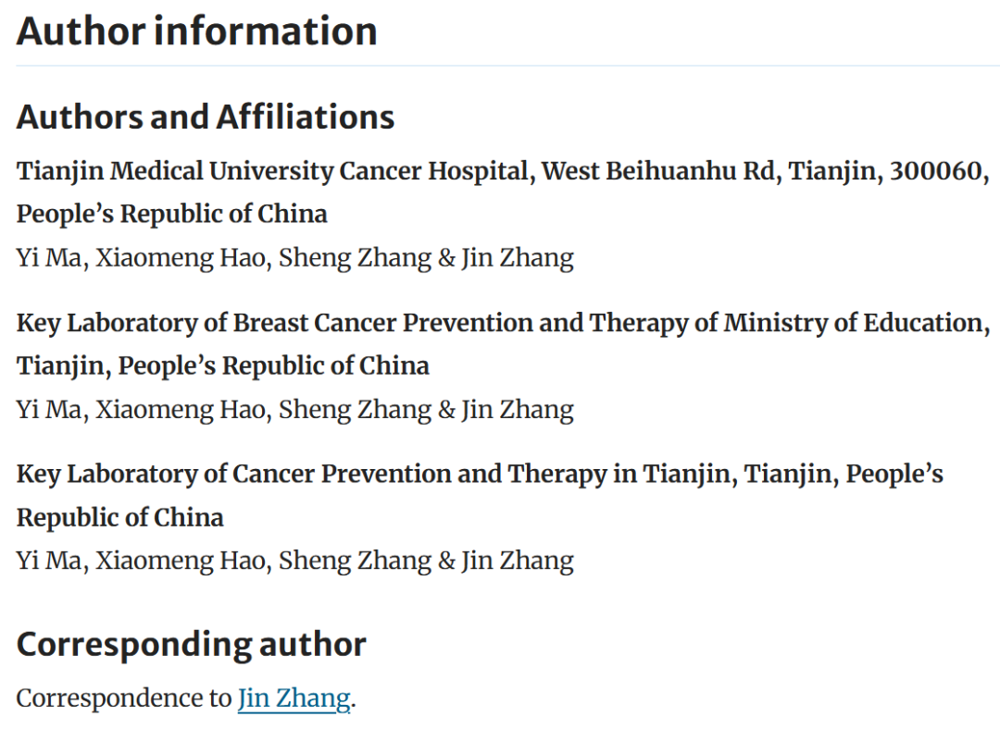 Author information
Authors and Affiliations
Tianjin Medical University Cancer Hospital, West Beihuanhu Rd, Tianjin, 300060,
People’s Republic of China
Yi Ma, Xiaomeng Hao, Sheng Zhang & Jin Zhang
Key Laboratory of Breast Cancer Prevention and Therapy of Ministry of Education,
Tianjin, People’s Republic of China
Yi Ma, Xiaomeng Hao, Sheng Zhang & Jin Zhang
Key Laboratory of Cancer Prevention and Therapy in Tianjin, Tianjin, People’s
Republic of China
Yi Ma, Xiaomeng Hao, Sheng Zhang & Jin Zhang
Corresponding author
Correspondence to Jin Zhang.